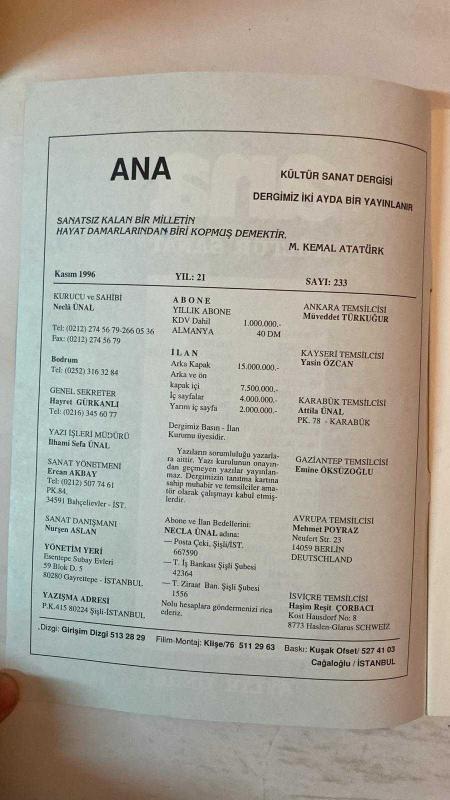 ANA
KÜLTÜR SANAT DERGİSİ
DERGİMİZ İKİ AYDA BİR YAYINLANIR
SANATSIZ KALAN BİR MİLLETİN
HAYAT DAMARLARINDAN BİRİ KOPMUŞ DEMEKTİR.
M. KEMAL ATATÜRK
Kasım 1996 YIL: 21 SAYI: 233
KURUCU ve SAHİBİ
Neclâ ÜNAL
Tel: (0212) 274 56 79-266 05 36
Fax: (0212) 274 56 79
Bodrum
Tel: (0252) 316 32 84
GENEL SEKRETER
Hayret GÜRKANLI
Tel: (0216) 345 60 77
YAZI İŞLERİ MÜDÜRÜ
İlhami Sefa ÜNAL
SANAT YÖNETMENİ
Ercan AKBAY
Tel: (0212) 507 74 61
PK.84,
34591 Bahçelievler - İST.
SANAT DANIŞMANI
Nurşen ASLAN
YÖNETİM YERİ
Esentepe Subay Evleri
59 Blok D. 5
80280 Gayrettepe - İSTANBUL
YAZIŞMA ADRESİ
P.K.415 80224 Şişli-İSTANBUL
ABONE
YILLIK ABONE
KDV Dahil 1.000.000.-
ALMANYA 40 DM
İLAN
Arka Kapak 15.000.000.-
Arka ve ön
kapak içi 7.500.000.-
İç sayfalar 4.000.000.-
Yarım iç sayfa 2.000.000.-
Dergimiz Basın - İlan
Kurumu üyesidir.
Yazıların sorumluluğu yazarla-
ra aittir. Yazı kurulunun onayın-
dan geçmeyen yazılar yayınlan-
maz. Dergimizin tanıtma kartına
sahip muhabir ve temsilciler ama-
tör olarak çalışmayı kabul etmiş-
lerdir.
Abone ve İlan Bedellerini:
NECLA ÜNAL adına:
— Posta Çeki, Şişli/İST.
667590
— T. İş Bankası Şişli Şubesi
42364
— T. Ziraat Ban. Şişli Şubesi
1556
Nolu hesaplara göndermenizi rica
ederiz.
ANKARA TEMSİLCİSİ
Müveddet TÜRKUĞUR
KAYSERİ TEMSİLCİSİ
Yasin ÖZCAN
KARABÜK TEMSİLCİSİ
Attila ÜNAL
PK. 78 - KARABÜK
GAZİANTEP TEMSİLCİSİ
Emine ÖKSÜZOĞLU
AVRUPA TEMSİLCİSİ
Mehmet POYRAZ
Neufert Str. 23
14059 BERLİN
DEUTSCHLAND
İSVİÇRE TEMSİLCİSİ
Haşim Reşit ÇORBACI
Kost Hausdorf No: 8
8773 Haslen-Glarus SCHWEIZ
Dizgi: Girişim Dizgi 513 28 29 Fiilm-Montaj: Klişe/76 511 29 63 Baskı: Kuşak Ofset/ 527 41 03
Cağaloğlu / İSTANBUL